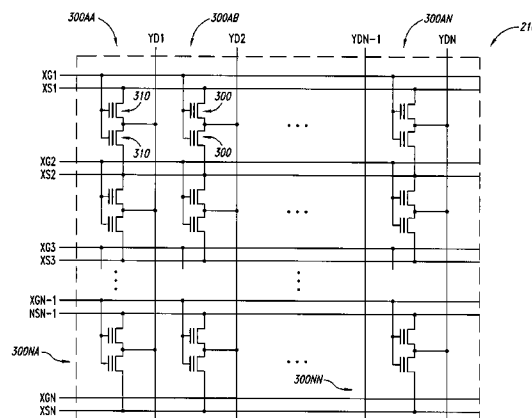 300AA 300AB 300AN
YD1 YD2 YDN-1 YDN 21
XG1
XS1
310 300
310 300
XG2
XS2
XG3
XS3
XGN-1
NSN-1
300NA 300NN
XGN
XSN